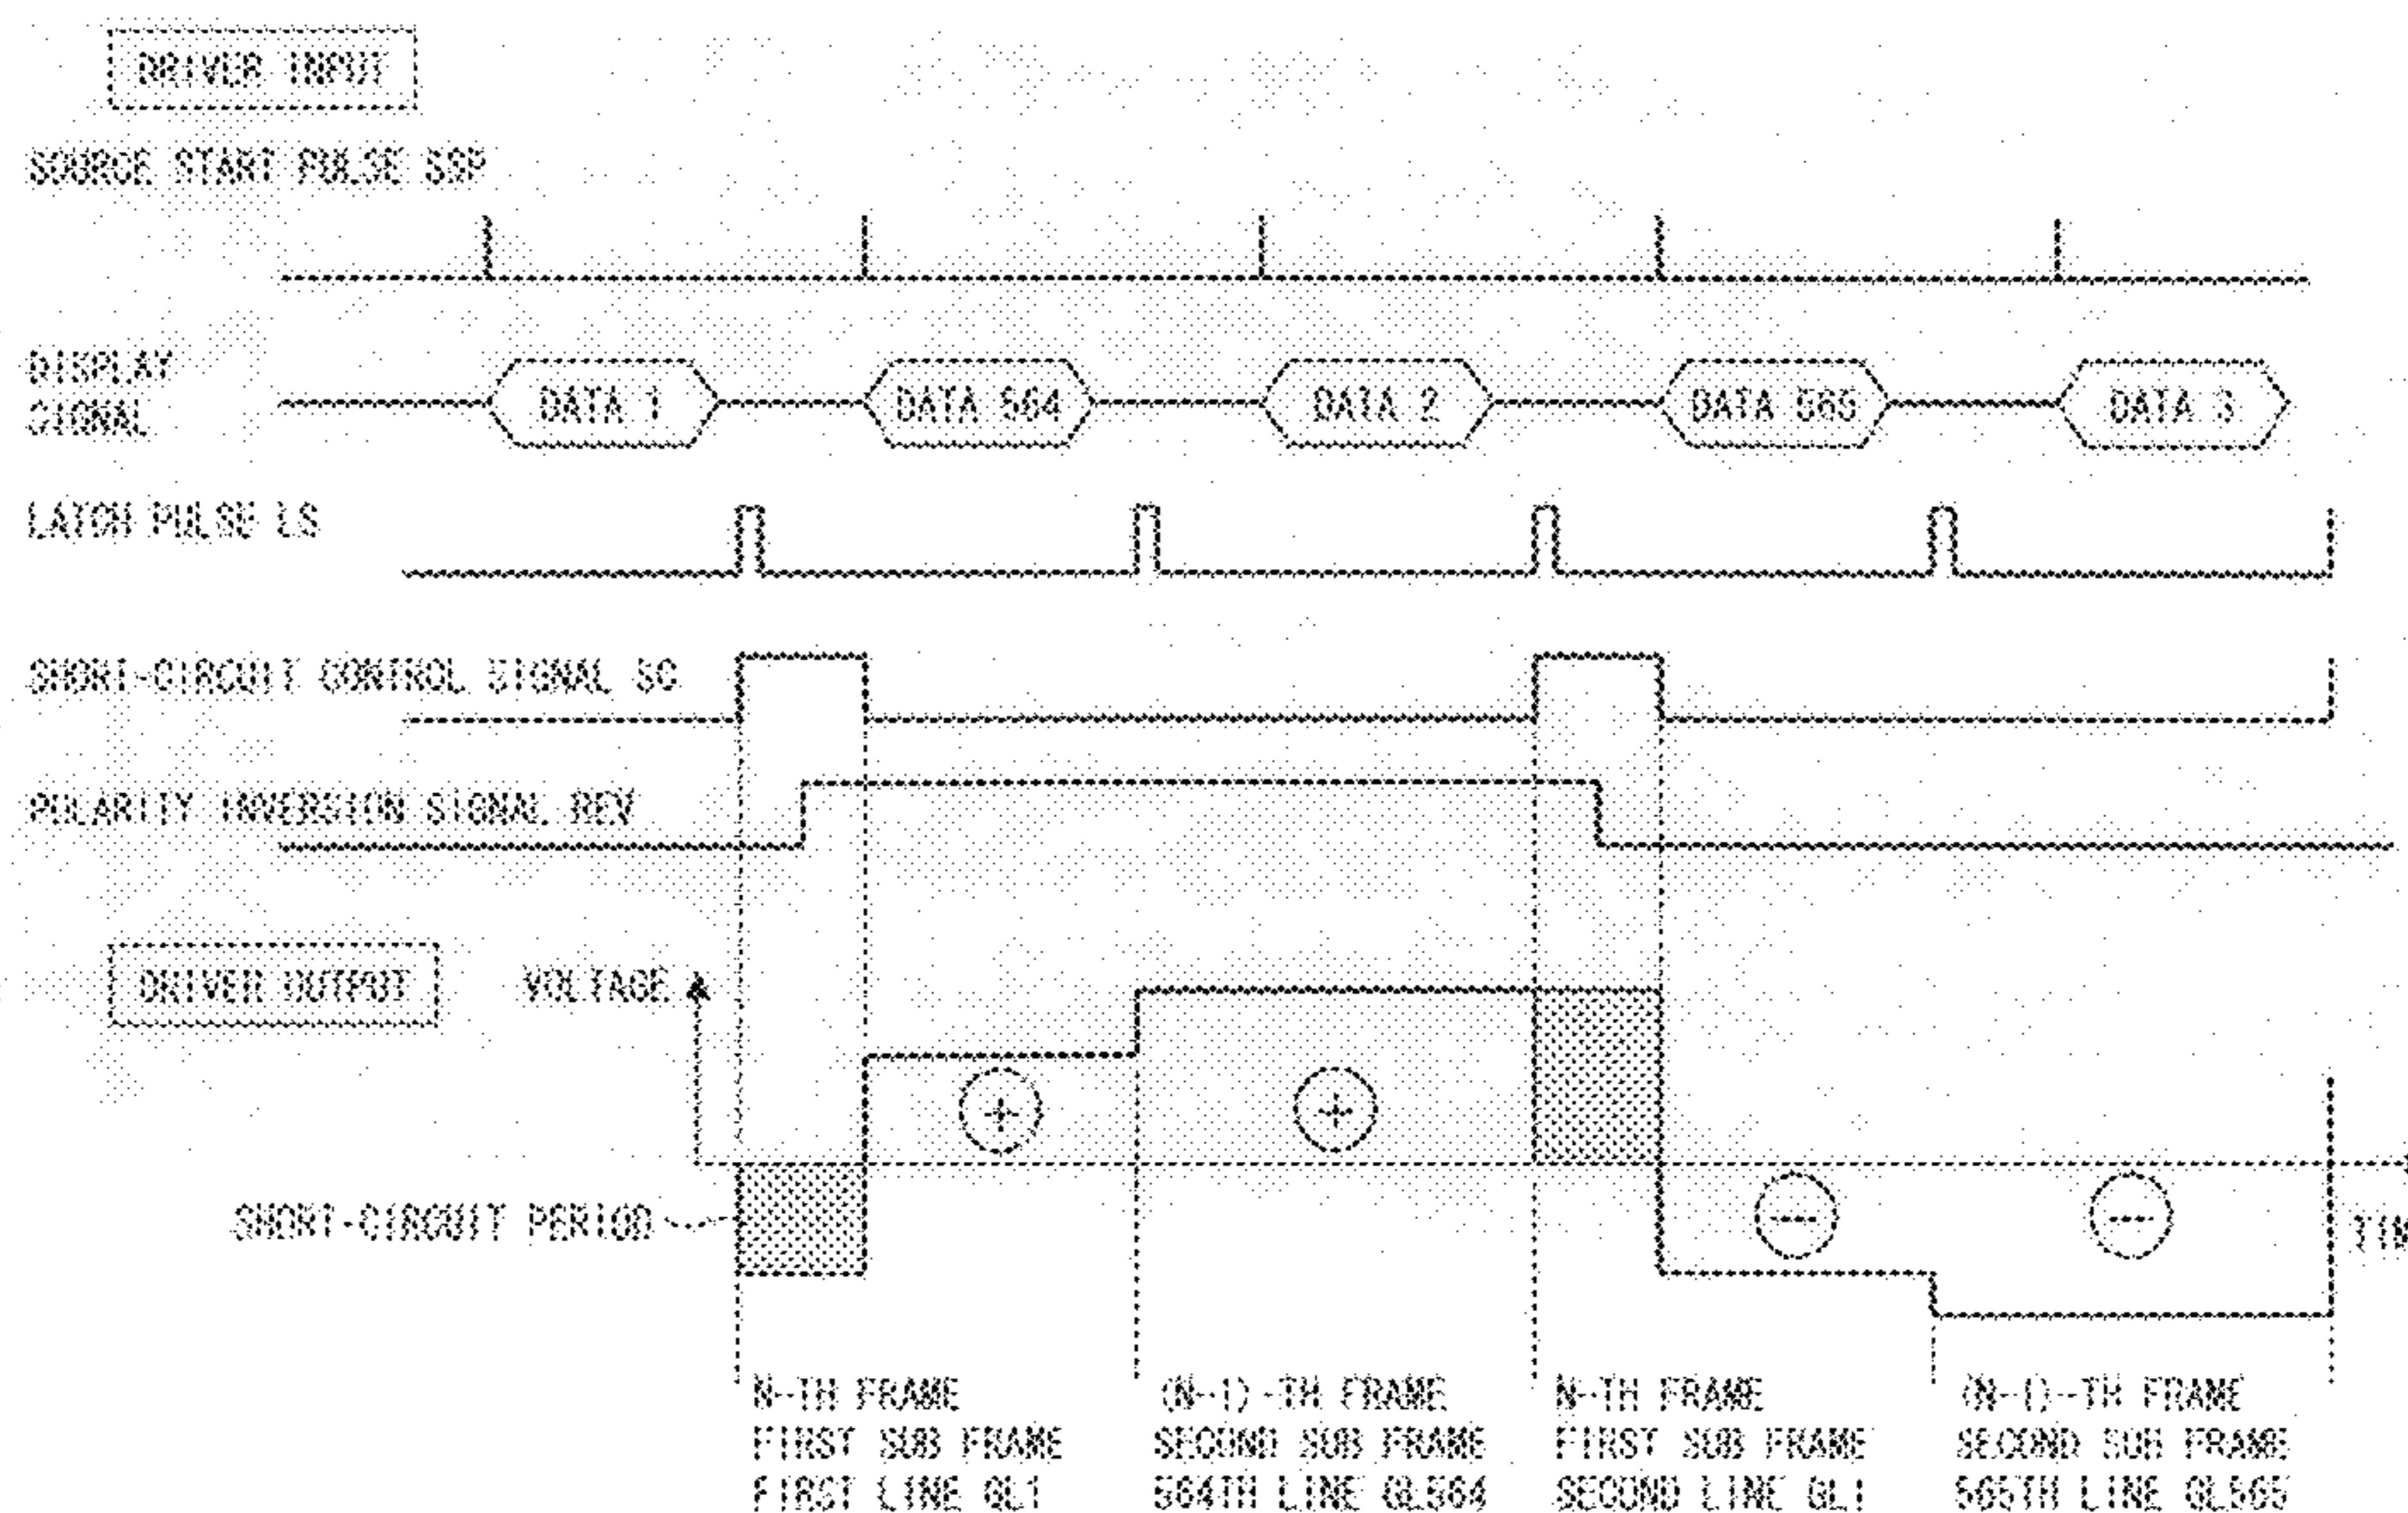 DRIVER INPUT
SOURCE START PULSE SSP
DISPLAY
SIGNAL
DATA 1
DATA 564
DATA 2
DATA 565
DATA 3
LATCH PULSE LS
SHORT-CIRCUIT CONTROL SIGNAL SC
POLARITY INVERSION SIGNAL REV
DRIVER OUTPUT
VOLTAGE
+
+
SHORT-CIRCUIT PERIOD
-
-
TIM
N-TH FRAME
FIRST SUB FRAME
FIRST LINE GL1
(N-1)-TH FRAME
SECOND SUB FRAME
564TH LINE GL564
N-TH FRAME
FIRST SUB FRAME
SECOND LINE GL1
(N-1)-TH FRAME
SECOND SUB FRAME
565TH LINE GL565